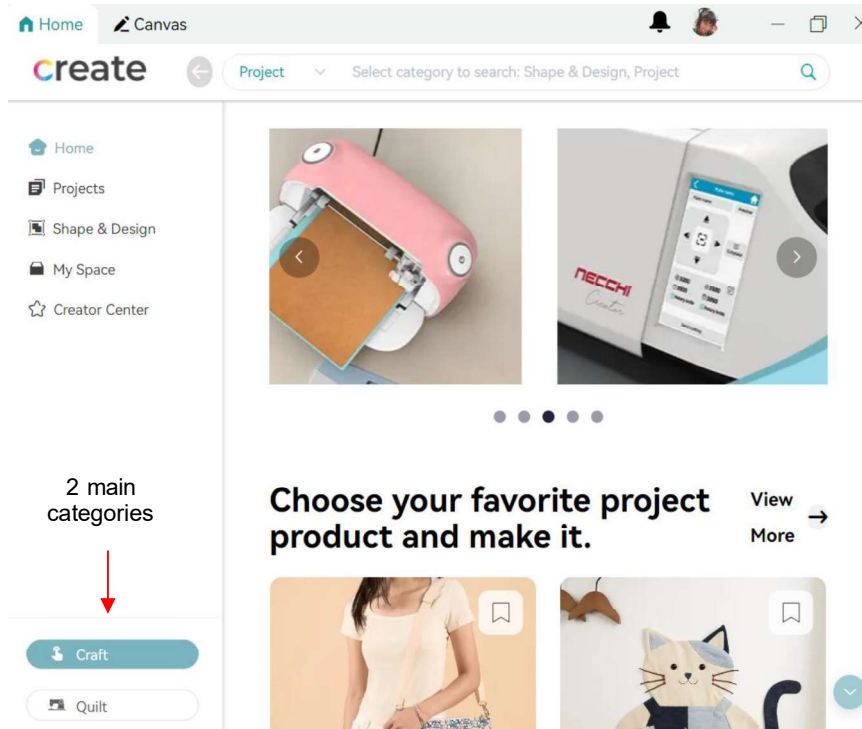 Home
Canvas
create
Project
Select category to search: Shape & Design, Project
Home
Projects
Shape & Design
My Space
Creator Center
NECCHI
Creator
Choose your favorite project
product and make it.
View
More
2 main
categories
Craft
Quilt